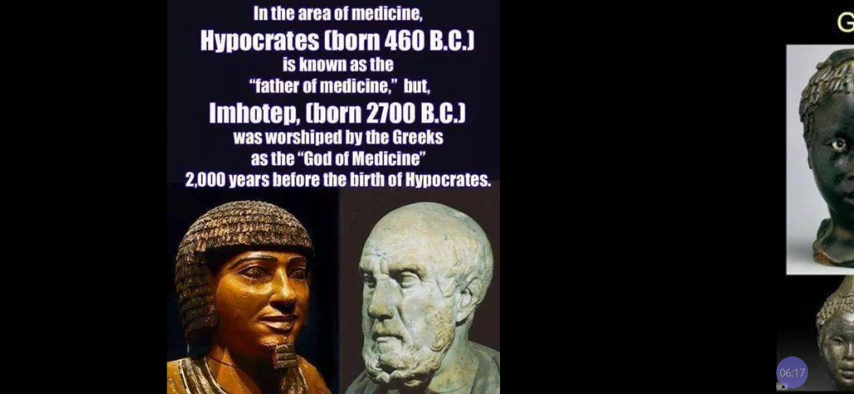 In the area of medicine,
Hypocrates (born 460 B.C.)
is known as the
“father of medicine,” but,
Imhotep, (born 2700 B.C.)
was worshiped by the Greeks
as the “God of Medicine”
2,000 years before the birth of Hypocrates.
G
06:17